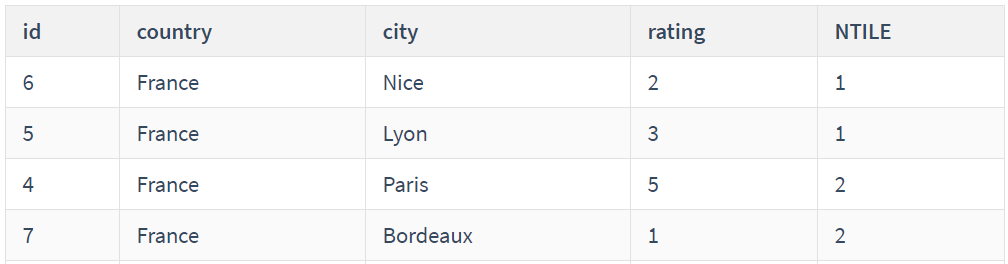 id country city rating NTILE
6 France Nice 2 1
5 France Lyon 3 1
4 France Paris 5 2
7 France Bordeaux 1 2